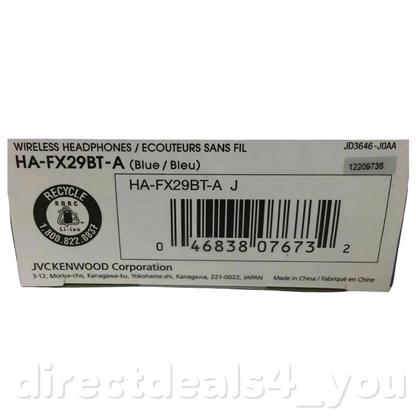 WIRELESS HEADPHONES / ECOUTEURS SANS FIL
JD3646-J0AA
HA-FX29BT-A (Blue / Bleu)
12209736
HA-FX29BT-A J
RECYCLE
RBRC
Li-ion
1.800.822.8837
0 46838 07673 2
JVCKENWOOD Corporation
3-12, Moriya-cho, Kanagawa-ku, Yokohama-shi, Kanagawa, 221-0022, JAPAN
Made in China / Fabriqué en Chine
directdeals4_you